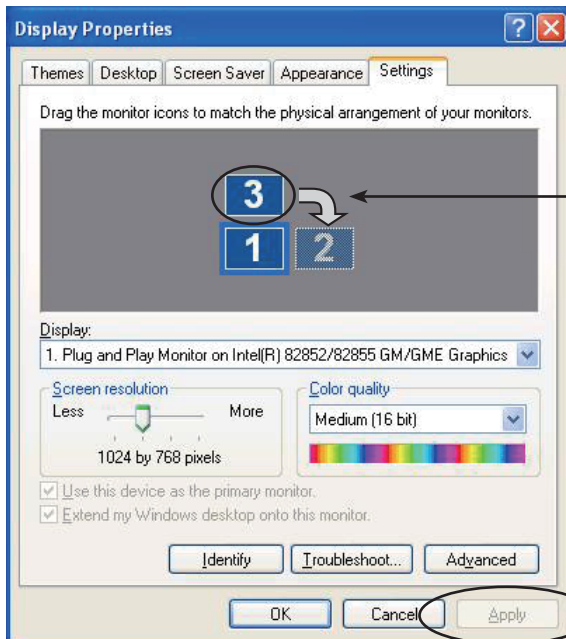 Display Properties
Themes Desktop Screen Saver Appearance Settings
Drag the monitor icons to match the physical arrangement of your monitors.
3
1 2
Display:
1. Plug and Play Monitor on Intel(R) 82852/82855 GM/GME Graphics
Screen resolution
Less More
1024 by 768 pixels
Color quality
Medium (16 bit)
Use this device as the primary monitor.
Extend my Windows desktop onto this monitor.
Identify Troubleshoot... Advanced
OK Cancel Apply